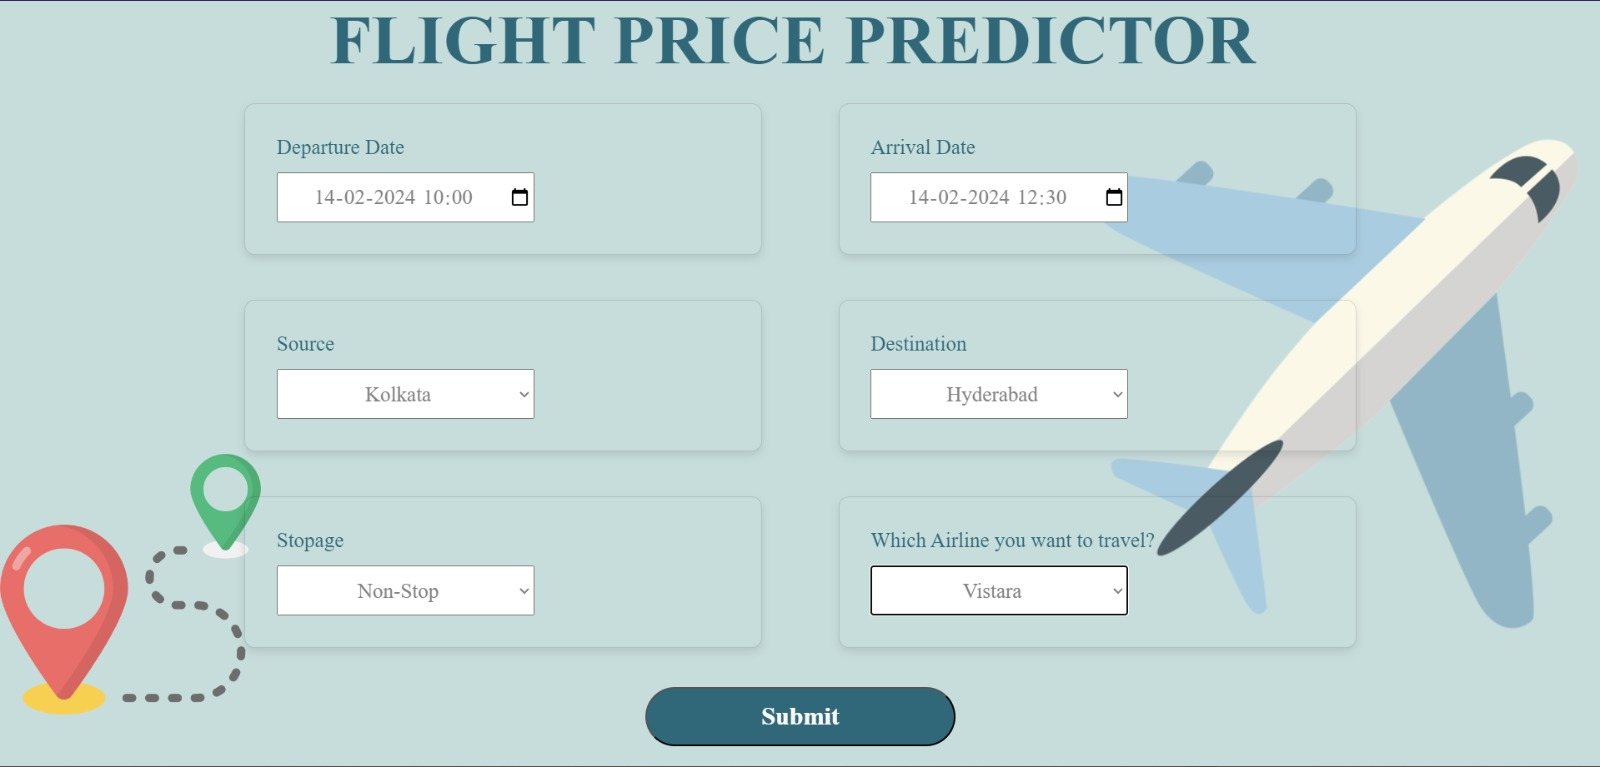 FLIGHT PRICE PREDICTOR
Departure Date
14-02-2024 10:00
Arrival Date
14-02-2024 12:30
Source
Kolkata
Destination
Hyderabad
Stopage
Non-Stop
Which Airline you want to travel?
Vistara
Submit